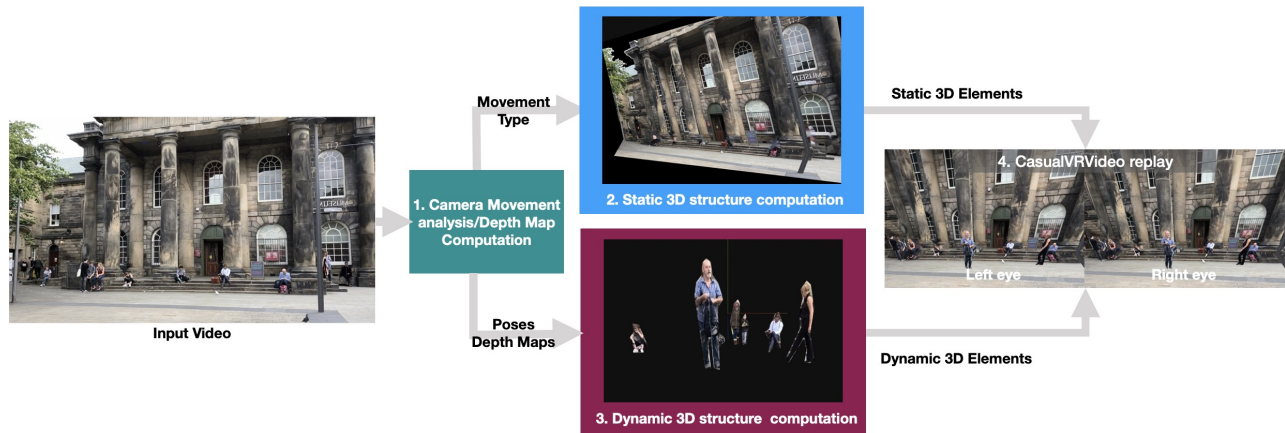 Input Video
1. Camera Movement
analysis/Depth Map
Computation
Movement
Type
Poses
Depth Maps
2. Static 3D structure computation
3. Dynamic 3D structure  computation
Static 3D Elements
4. CasualVRVideo replay
Left eye
Right eye
Dynamic 3D Elements